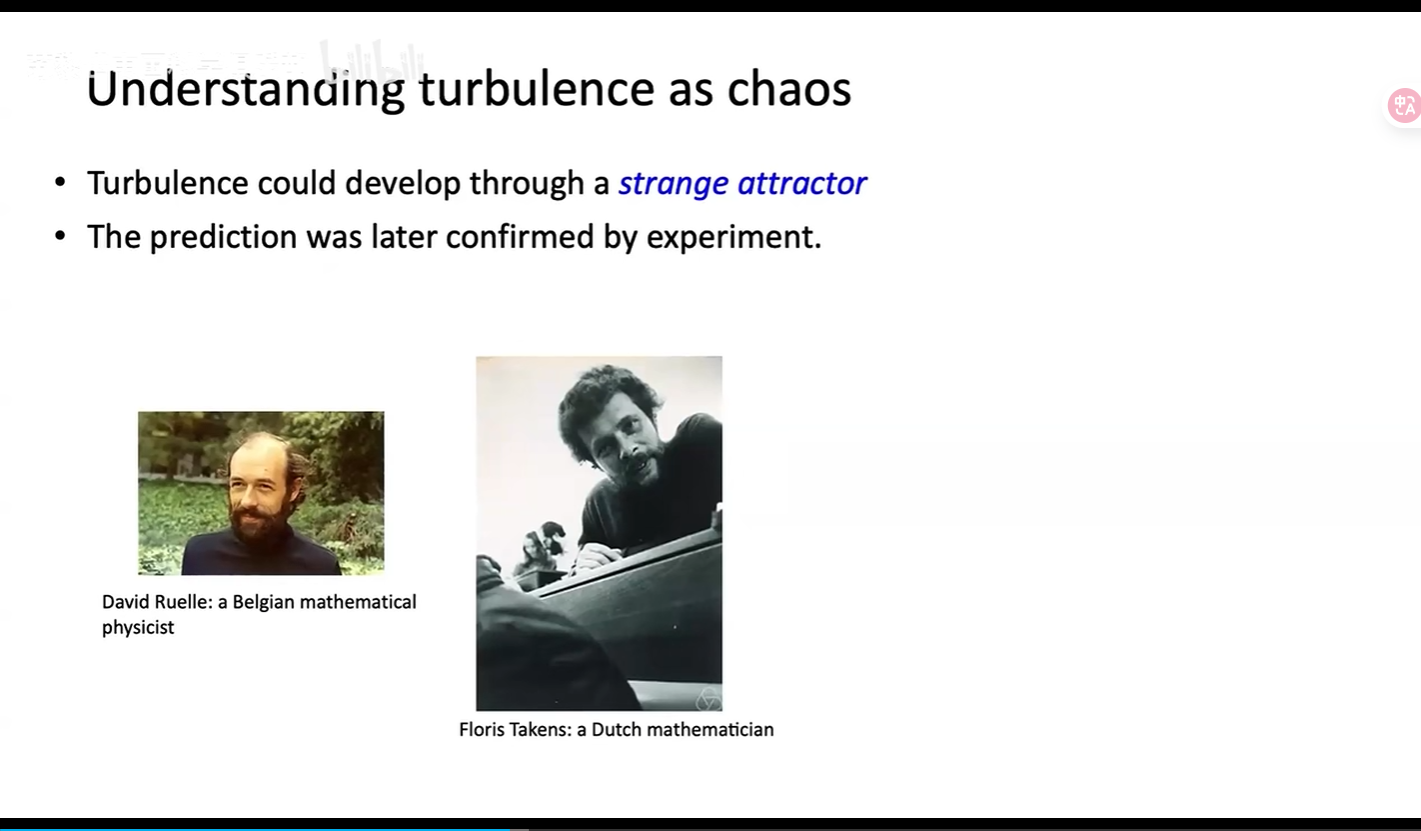 bilibili
Understanding turbulence as chaos
• Turbulence could develop through a strange attractor
• The prediction was later confirmed by experiment.
David Ruelle: a Belgian mathematical
physicist
Floris Takens: a Dutch mathematician